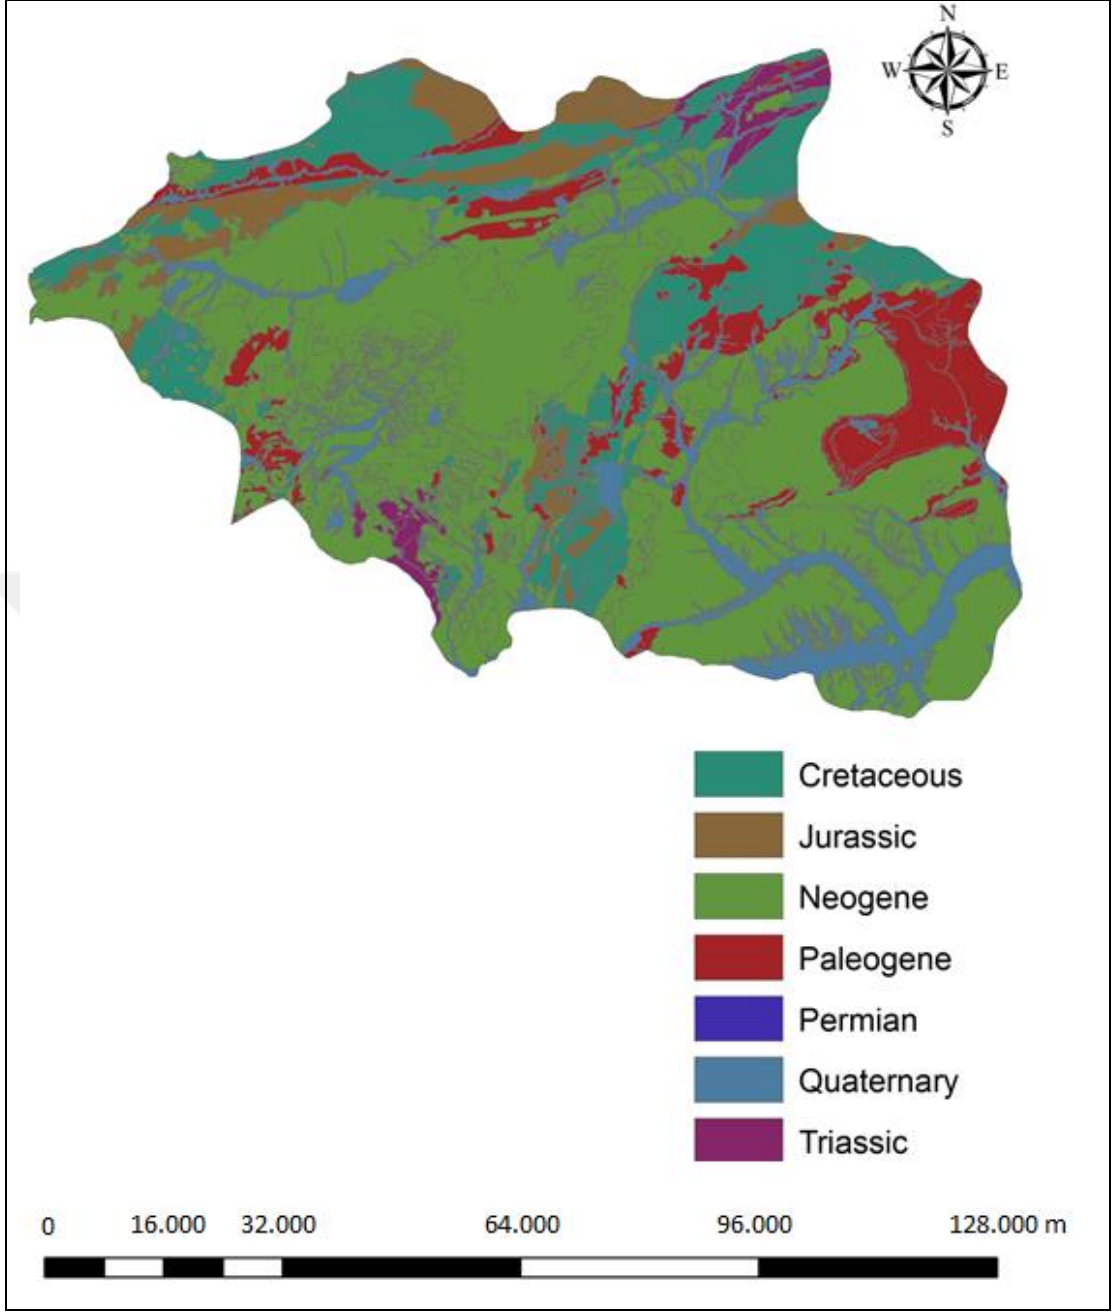 N
W E
S
Cretaceous
Jurassic
Neogene
Paleogene
Permian
Quaternary
Triassic
0 16.000 32.000 64.000 96.000 128.000 m